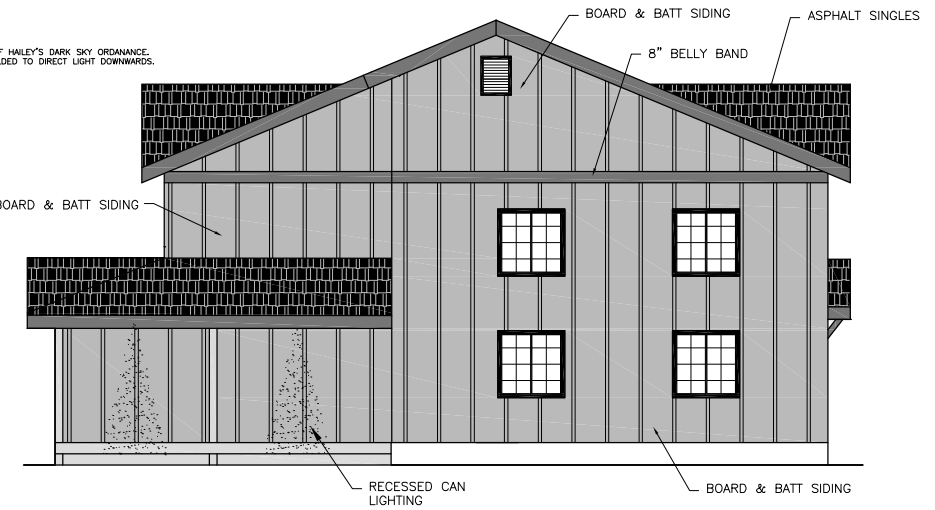 BOARD & BATT SIDING
ASPHALT SINGLES
F HAILEY'S DARK SKY ORDANANCE.
DED TO DIRECT LIGHT DOWNWARDS.
8" BELLY BAND
BOARD & BATT SIDING
RECESSED CAN
LIGHTING
BOARD & BATT SIDING